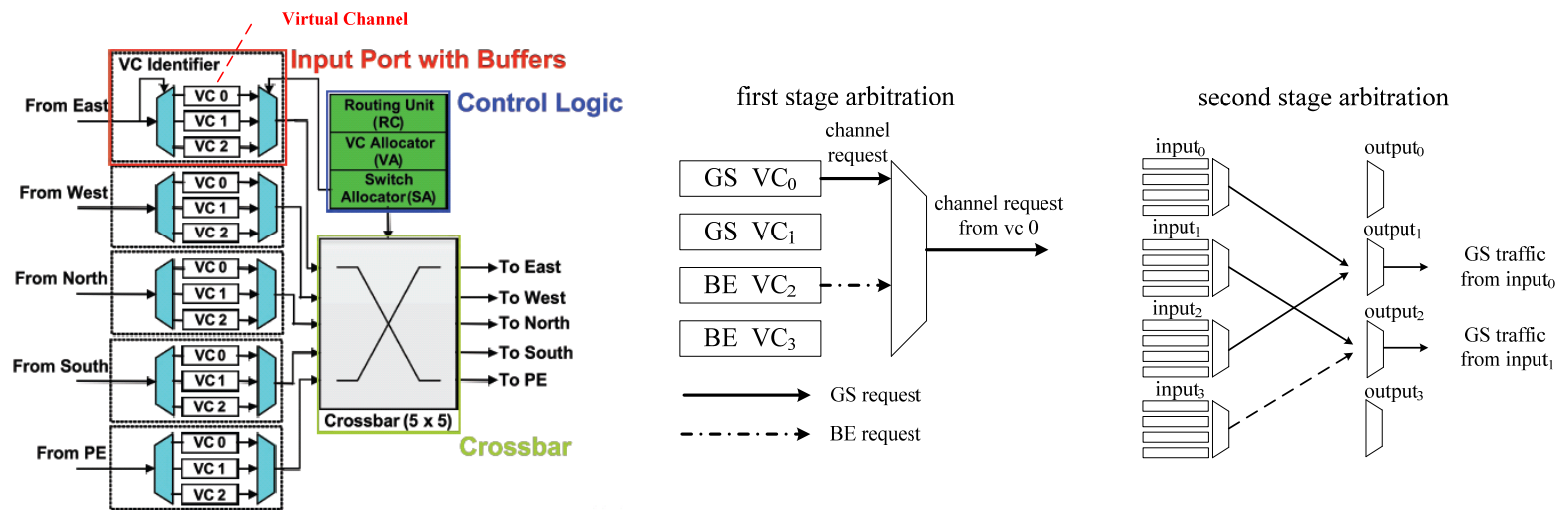 Virtual Channel
Input Port with Buffers
VC Identifier
From East
VC 0
VC 1
VC 2
Control Logic
Routing Unit
(RC)
VC Allocator
(VA)
Switch
Allocator(SA)
From West
VC 0
VC 1
VC 2
From North
VC 0
VC 1
VC 2
From South
VC 0
VC 1
VC 2
From PE
VC 0
VC 1
VC 2
To East
To West
To North
To South
To PE
Crossbar (5 x 5)
Crossbar
first stage arbitration
channel
request
GS VC0
GS VC1
BE VC2
BE VC3
channel request
from vc 0
GS request
BE request
second stage arbitration
input0
input1
input2
input3
output0
output1
output2
output3
GS traffic
from input0
GS traffic
from input1